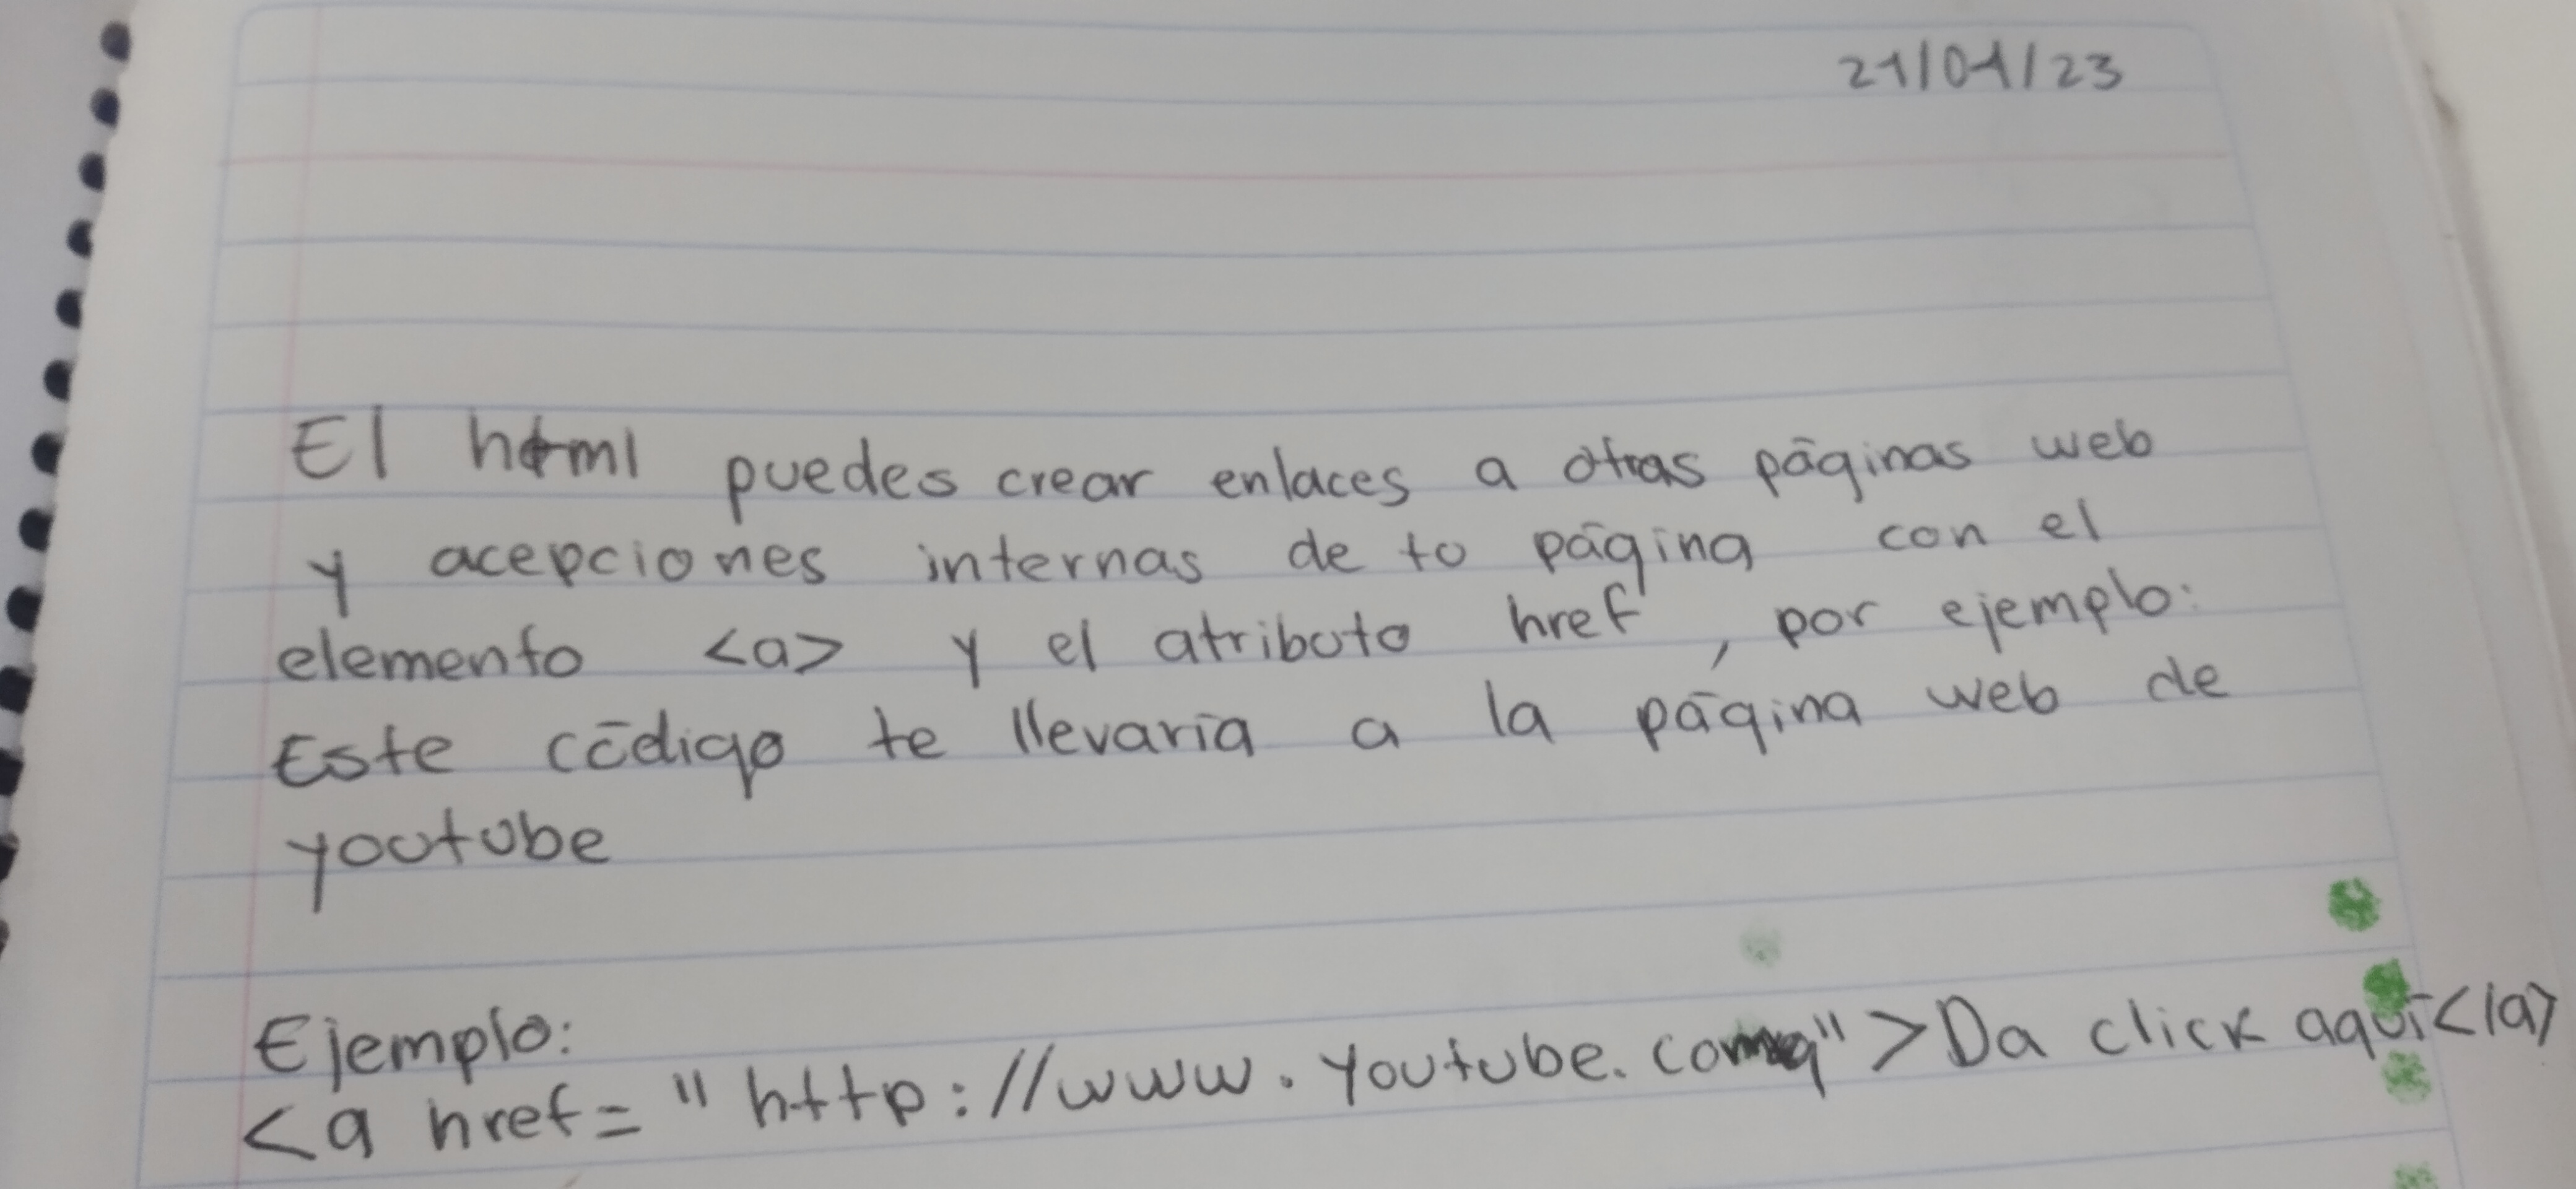 21/04/23
El html puedes crear enlaces a otras páginas web
y acepciones internas de to página con el
elemento <a> y el atributo href, por ejemplo:
Este código te llevaría a la página web de
youtube
Ejemplo:
<a href= "http://www.youtube.com" >Da click aquí</a>